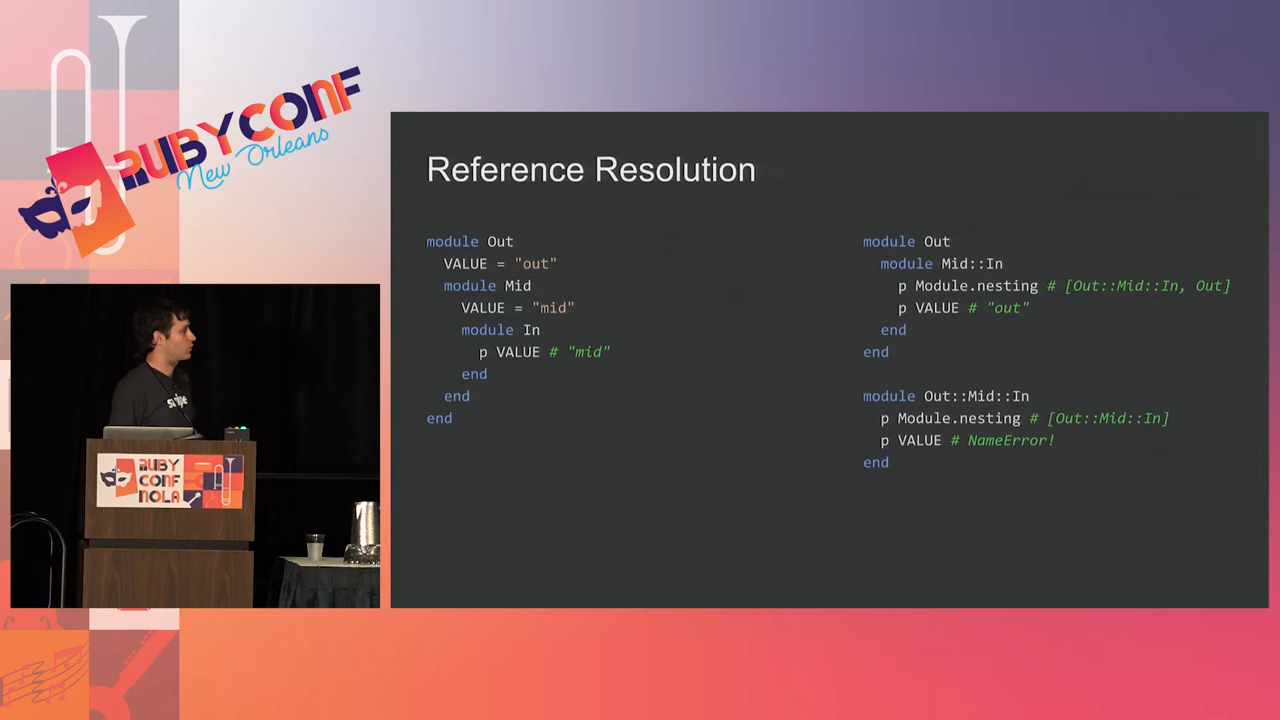 RUBYCONF
New Orleans
Reference Resolution
module Out
  VALUE = "out"
  module Mid
    VALUE = "mid"
    module In
      p VALUE # "mid"
    end
  end
end
module Out
  module Mid::In
    p Module.nesting # [Out::Mid::In, Out]
    p VALUE # "out"
  end
end
module Out::Mid::In
  p Module.nesting # [Out::Mid::In]
  p VALUE # NameError!
end
RUBY
CONF
NOLA